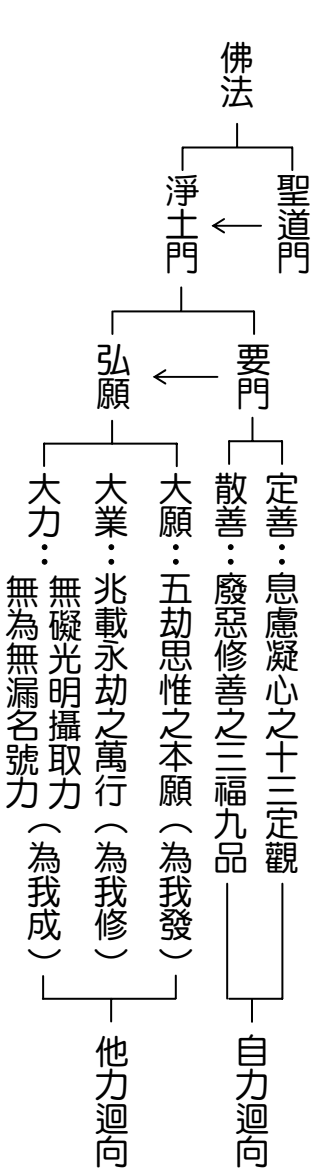 佛法
聖道門
淨土門
要門
弘願
定善：息慮凝心之十三定觀
散善：廢惡修善之三福九品
大願：五劫思惟之本願（為我發）
大業：兆載永劫之萬行（為我修）
大力：無礙光明攝取力
無為無漏名號力（為我成）
自力迴向
他力迴向